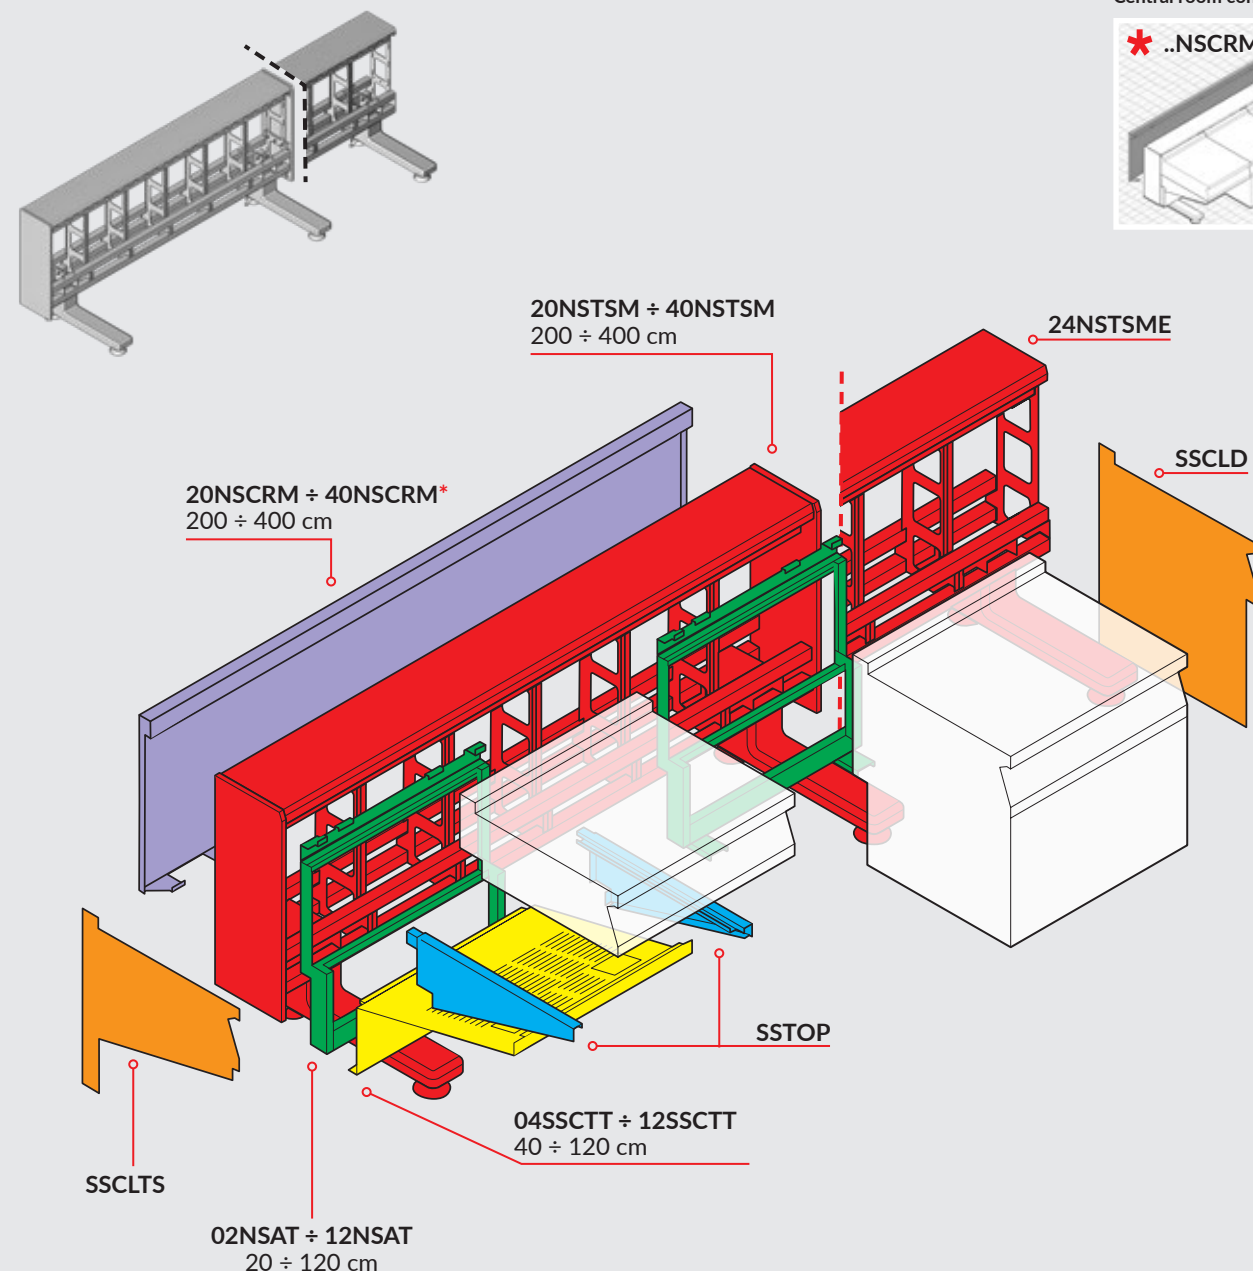 ..NSCRM
20NSTSM ÷ 40NSTSM
200 ÷ 400 cm
24NSTSME
SSCLD
20NSCRM ÷ 40NSCRM*
200 ÷ 400 cm
SSTOP
04SSCTT ÷ 12SSCTT
40 ÷ 120 cm
SSCLTS
02NSAT ÷ 12NSAT
20 ÷ 120 cm